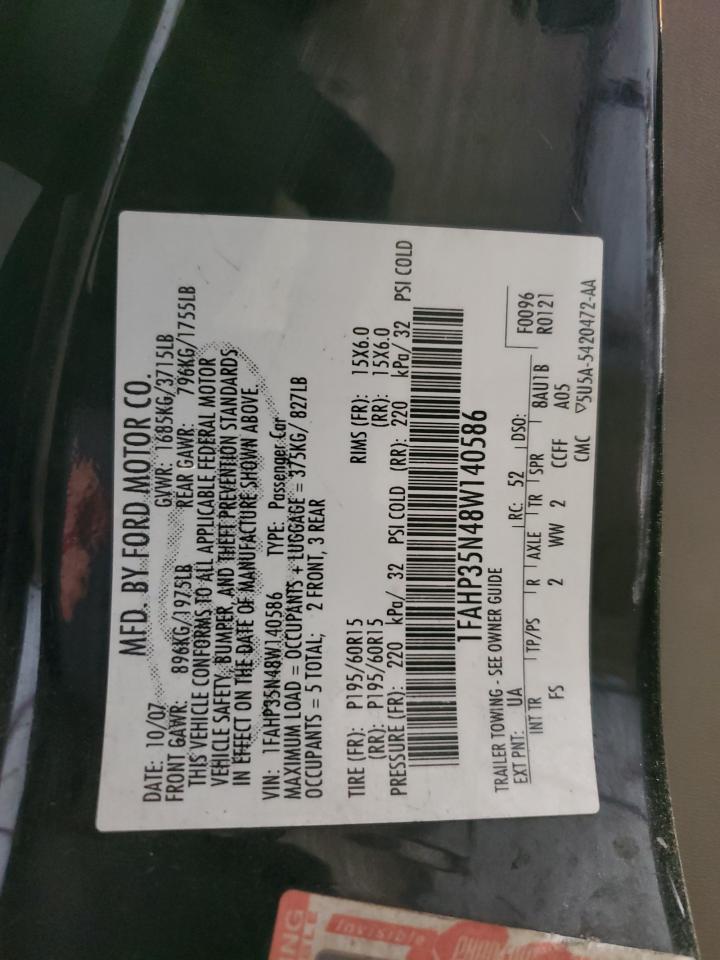 MFD. BY FORD MOTOR CO.
DATE: 10/07 GVWR: 1685KG/3715LB
FRONT GAWR: 896KG/1975LB REAR GAWR: 796KG/1755LB
THIS VEHICLE CONFORMS TO ALL APPLICABLE FEDERAL MOTOR
VEHICLE SAFETY, BUMPER, AND THEFT PREVENTION STANDARDS
IN EFFECT ON THE DATE OF MANUFACTURE SHOWN ABOVE.
VIN: 1FAHP35N48W140586 TYPE: Passenger Car
MAXIMUM LOAD = OCCUPANTS + LUGGAGE = 375KG/ 827LB
OCCUPANTS = 5 TOTAL; 2 FRONT, 3 REAR
TIRE (FR): P195/60R15 RIMS (FR): 15X6.0
(RR): P195/60R15 (RR): 15X6.0
PRESSURE (FR): 220 kPa/ 32 PSI COLD (RR): 220 kPa/ 32 PSI COLD
1FAHP35N48W140586
TRAILER TOWING - SEE OWNER GUIDE
EXT PNT: UA RC: 52 DSO: F0096
R0121
INT TR TP/PS R AXLE TR SPR 8AU1B
FS 2 WW 2 CCFF A05
CMC ▽5U5A-5420472-AA
Invisible